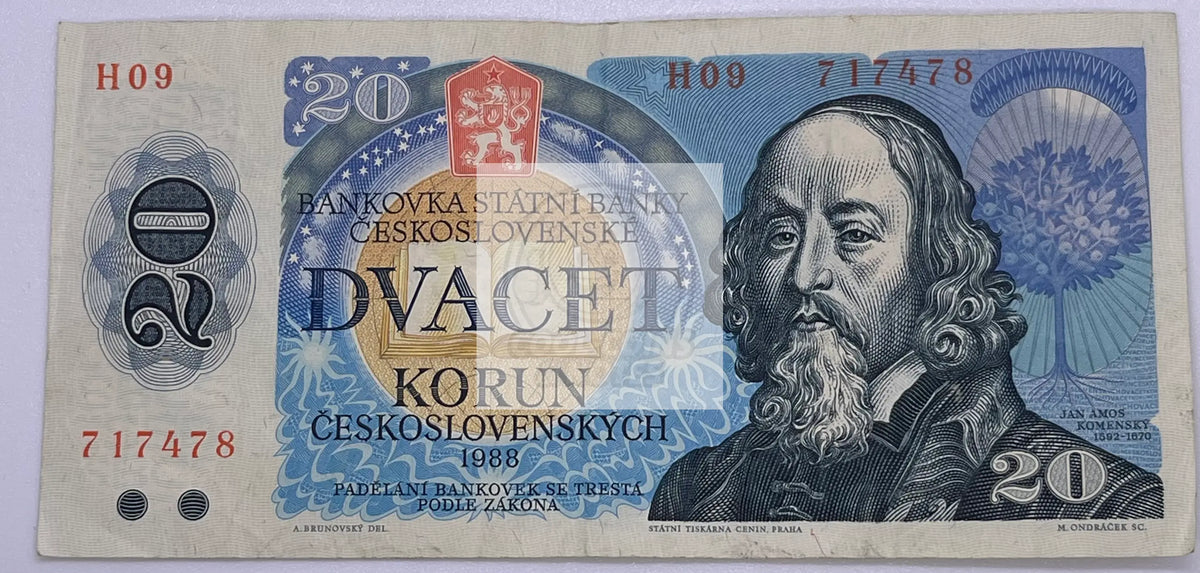 H09
20
H09 717478
20
BANKOVKA STÁTNÍ BANKY
ČESKOSLOVENSKÉ
DVACET
KORUN
ČESKOSLOVENSKÝCH
1988
PADĚLÁNÍ BANKOVEK SE TRESTÁ
PODLE ZÁKONA
717478
JAN AMOS
KOMENSKÝ
1592-1670
20
A. BRUNOVSKÝ DEL.
STÁTNÍ TISKÁRNA CENIN, PRAHA
M. ONDRÁČEK SC.